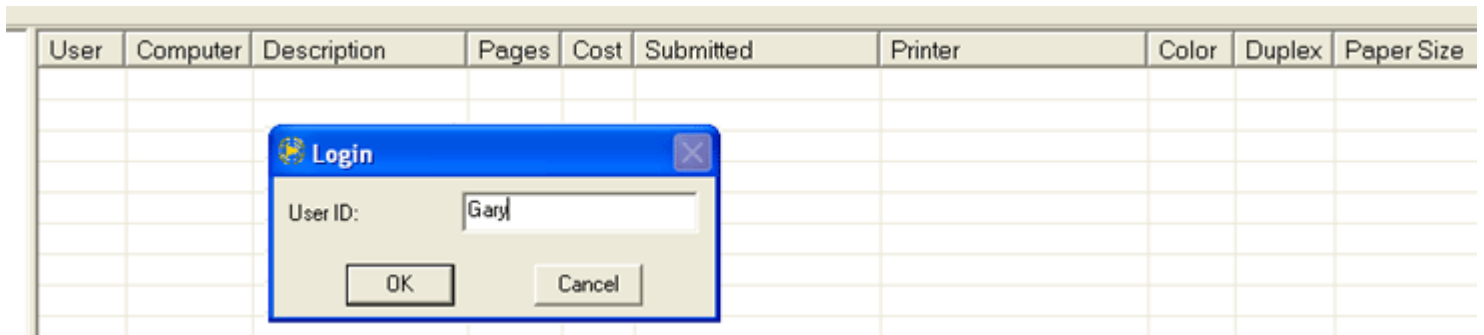 User Computer Description Pages Cost Submitted Printer Color Duplex Paper Size
Login
User ID: Gary
OK Cancel